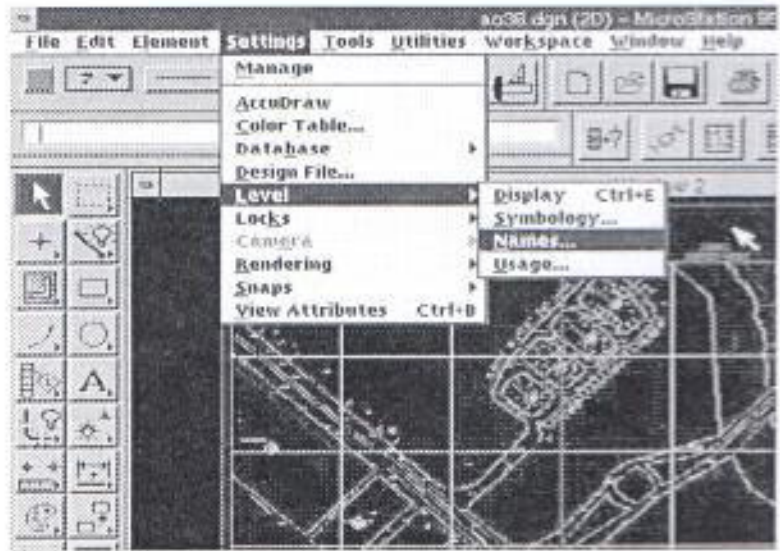 ao38.dgn (2D) - MicroStation 95
File Edit Element Settings Tools Utilities Workspace Window Help
Manage
AccuDraw
Color Table...
Database
Design File...
Level
Display Ctrl+E
Locks
Symbology...
Camera
Names...
Rendering
Usage...
Snaps
View Attributes Ctrl+B
A